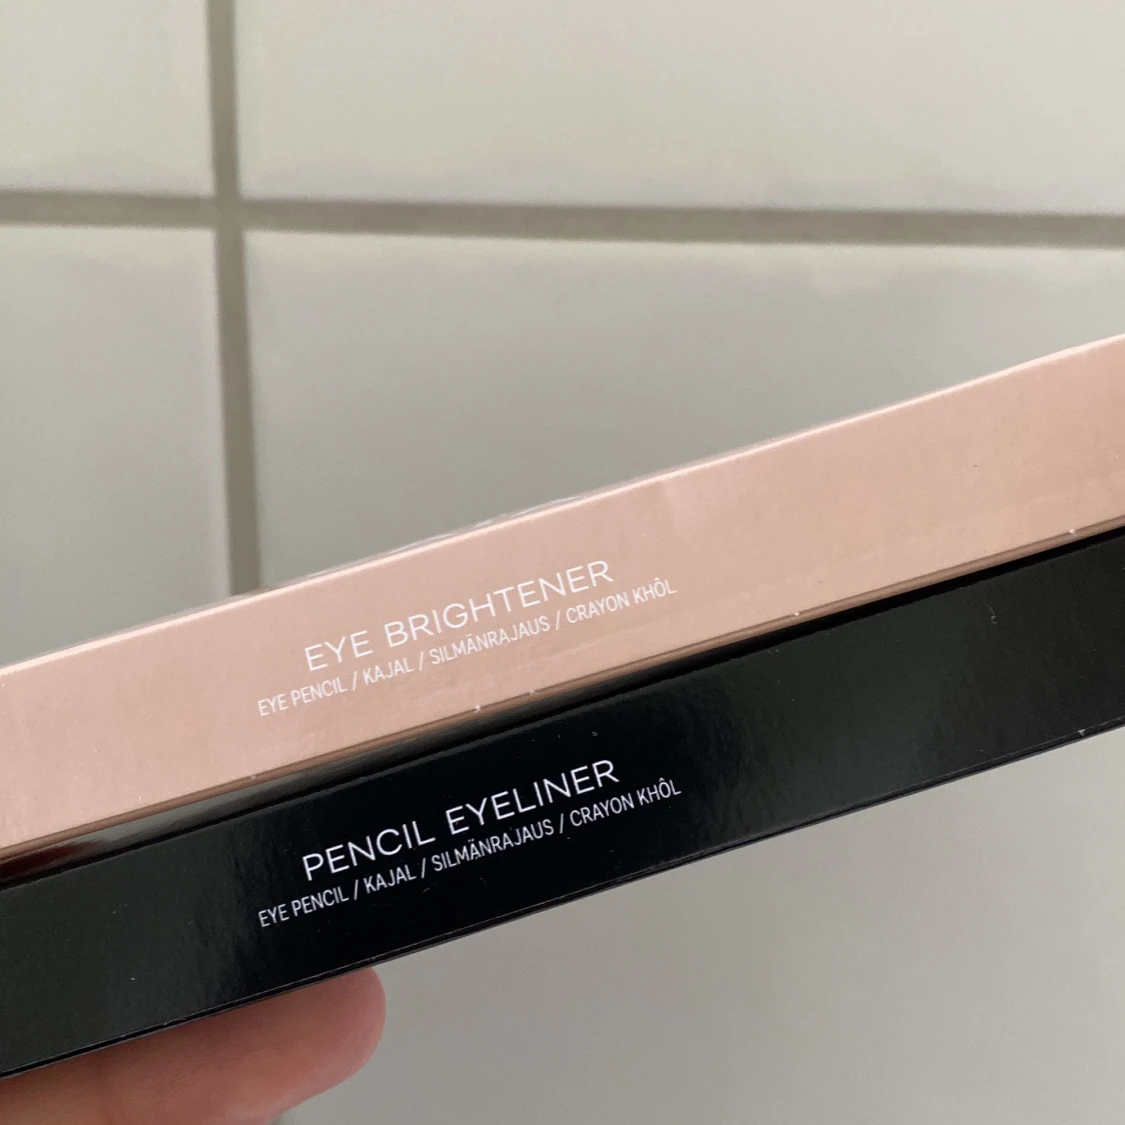 EYE BRIGHTENER
EYE PENCIL / KAJAL / SILMÄNRAJAUS / CRAYON KHÔL
PENCIL EYELINER
EYE PENCIL / KAJAL / SILMÄNRAJAUS / CRAYON KHÔL